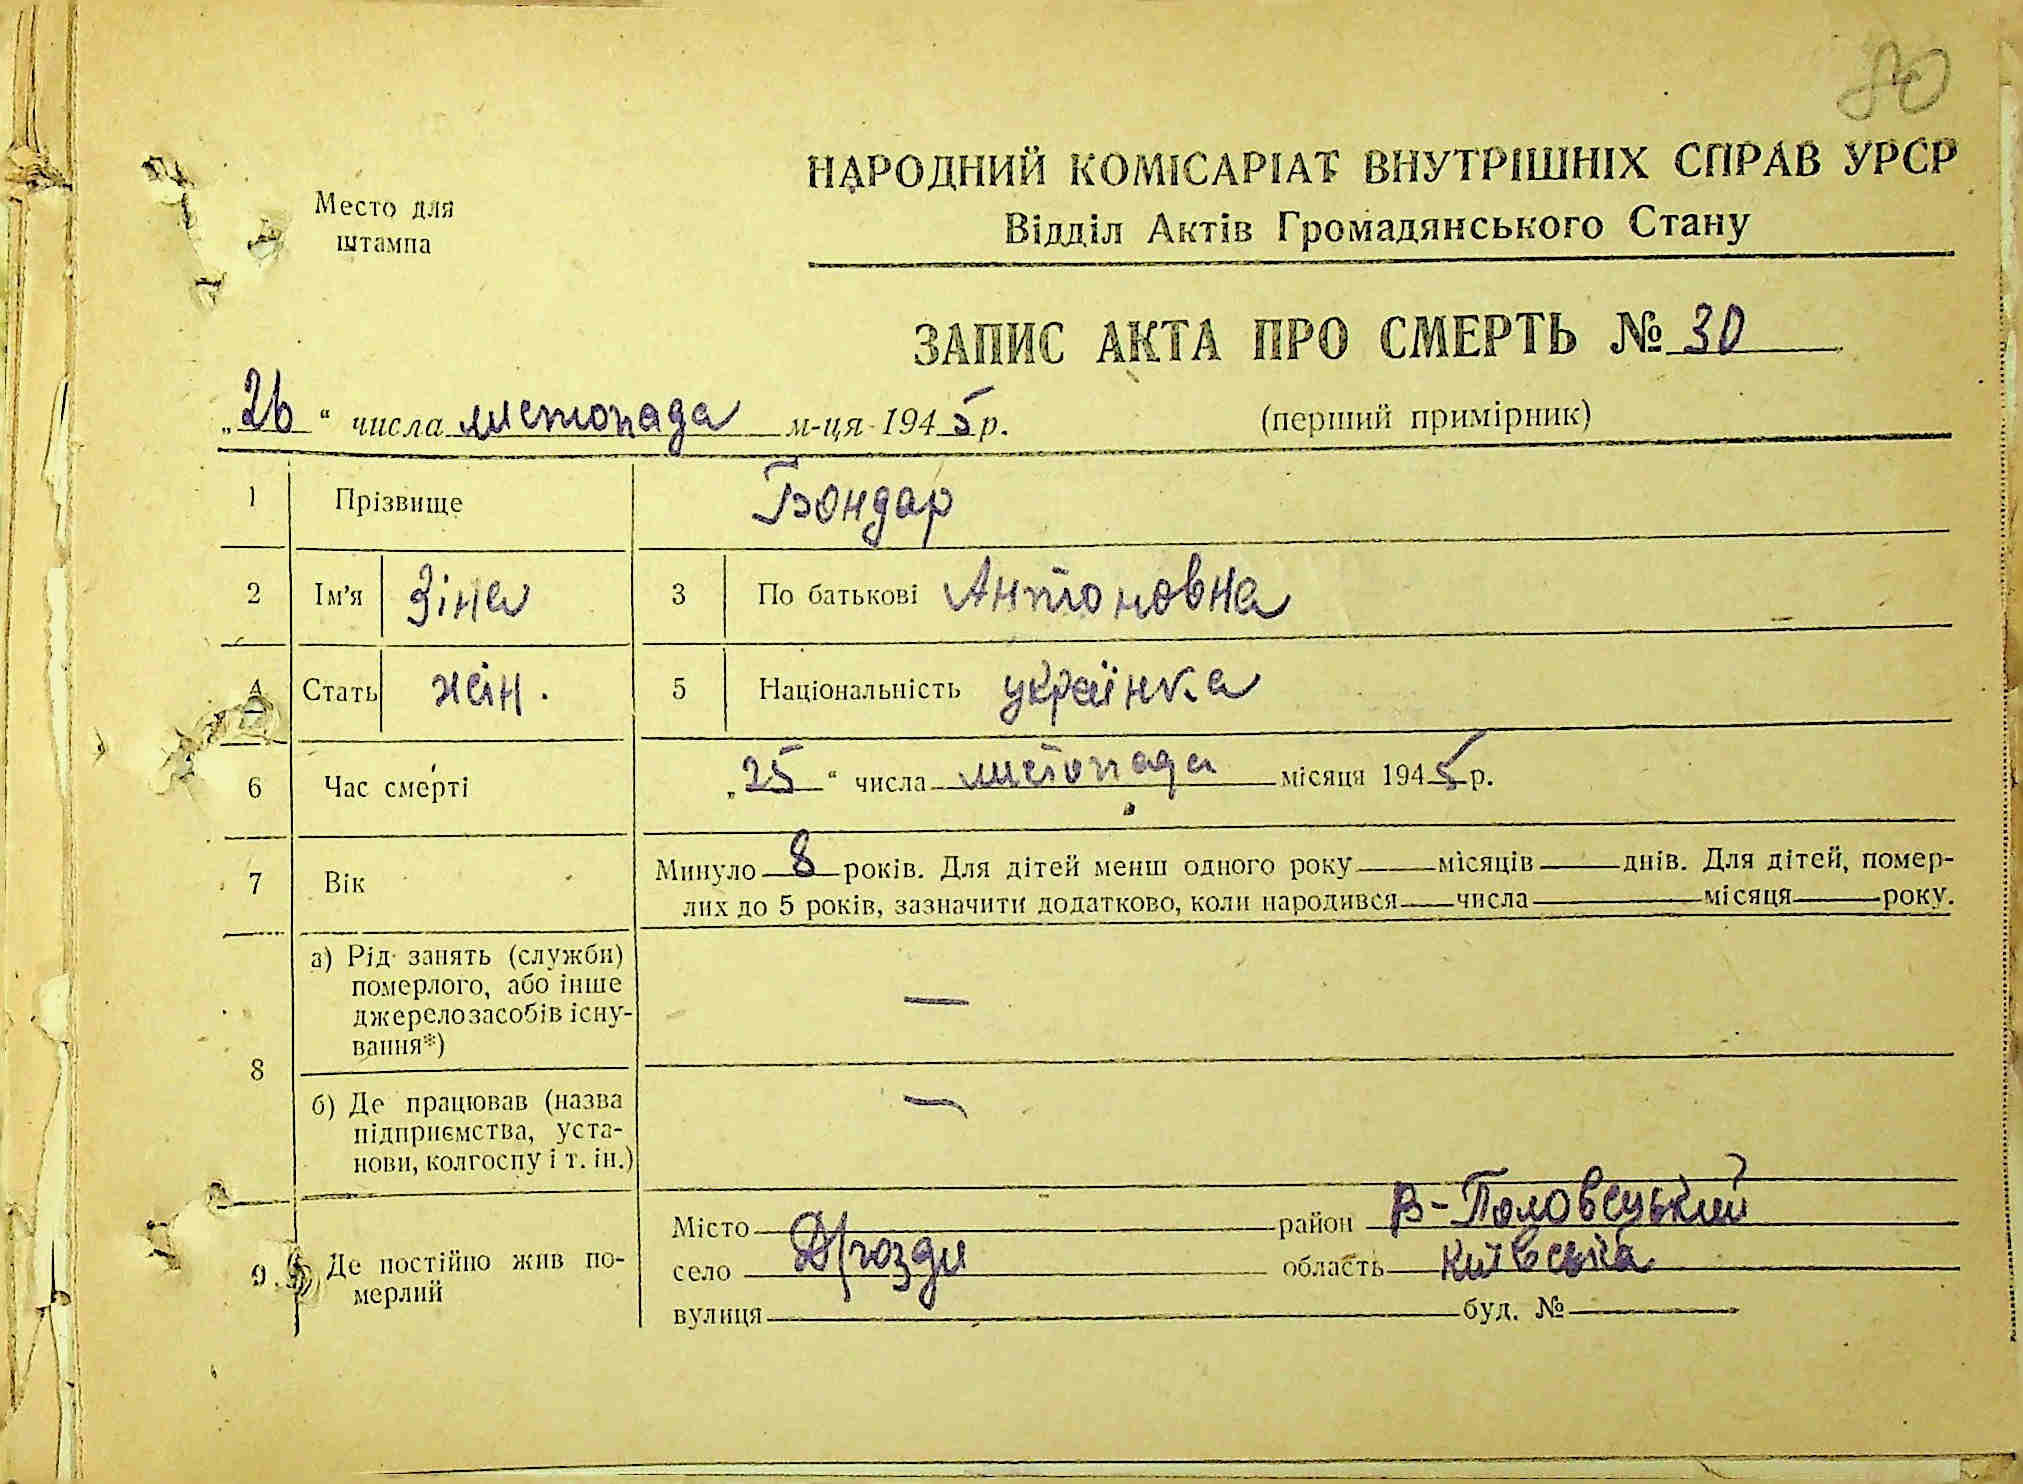 80
Место для
штампа
НАРОДНИЙ КОМІСАРІАТ ВНУТРІШНІХ СПРАВ УРСР
Відділ Актів Громадянського Стану
ЗАПИС АКТА ПРО СМЕРТЬ № 30
„26“ числа листопада м-ця 1945 р.
(перший примірник)
1 Прізвище Бондар
2 Ім'я Зіна 3 По батькові Антоновна
4 Стать жін. 5 Національність українка
6 Час смерті „25“ числа листопада місяця 1945 р.
7 Вік Минуло 8 років. Для дітей менш одного року — місяців — днів. Для дітей, помер-
лих до 5 років, зазначити додатково, коли народився — числа — місяця — року.
8 а) Рід занять (служби)
померлого, або інше
джерело засобів існу-
вання*) —
б) Де працював (назва
підприємства, уста-
нови, колгоспу і т. ін.) —
9 Де постійно жив по-
мерлий
Місто район В-Половецький
село Дрозди область Київська
вулиця буд. №